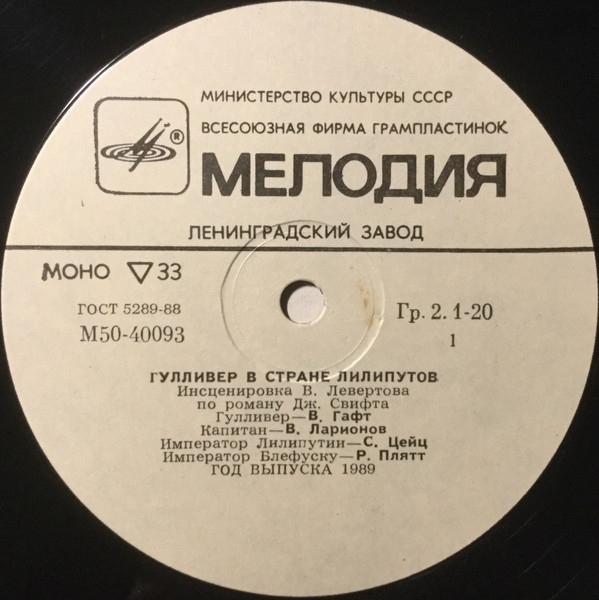 МИНИСТЕРСТВО КУЛЬТУРЫ СССР
ВСЕСОЮЗНАЯ ФИРМА ГРАМПЛАСТИНОК
®
МЕЛОДИЯ
ЛЕНИНГРАДСКИЙ ЗАВОД
МОНО ▽ 33
ГОСТ 5289-88
М50-40093
Гр. 2. 1-20
1
ГУЛЛИВЕР В СТРАНЕ ЛИЛИПУТОВ
Инсценировка В. Левертова
по роману Дж. Свифта
Гулливер—В. Гафт
Капитан—В. Ларионов
Император Лилипутии—С. Цейц
Император Блефуску—Р. Плятт
ГОД ВЫПУСКА 1989